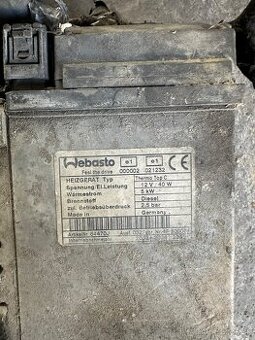 Webasto e1 e1 CE
Feel the drive 000002 021232
HEIZGERÄT Typ Thermo Top C
Spannung/El.Leistung 12 V / 40 W
Wärmestrom 5 kW
Brennstoff Diesel
zul. Betriebsüberdruck 2,5 bar
Made in Germany